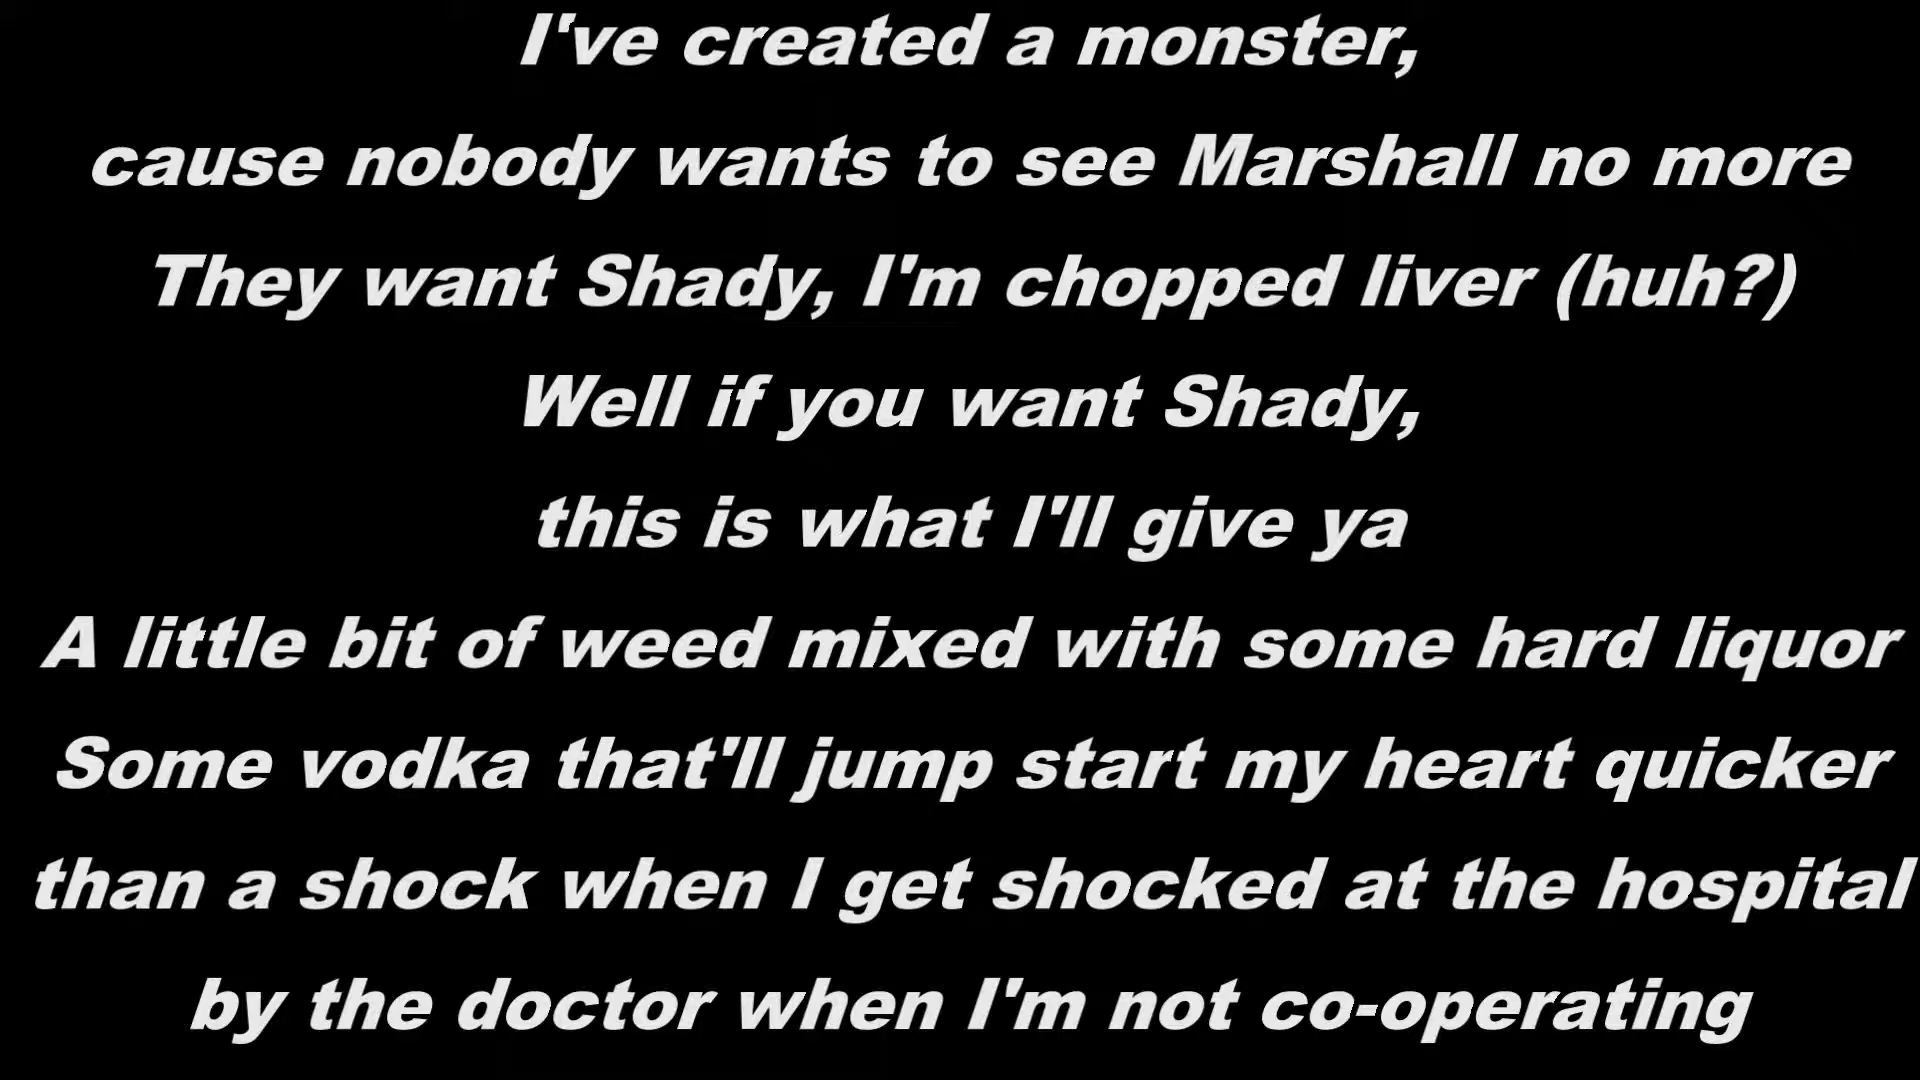 I've created a monster,
cause nobody wants to see Marshall no more
They want Shady, I'm chopped liver (huh?)
Well if you want Shady,
this is what I'll give ya
A little bit of weed mixed with some hard liquor
Some vodka that'll jump start my heart quicker
than a shock when I get shocked at the hospital
by the doctor when I'm not co-operating